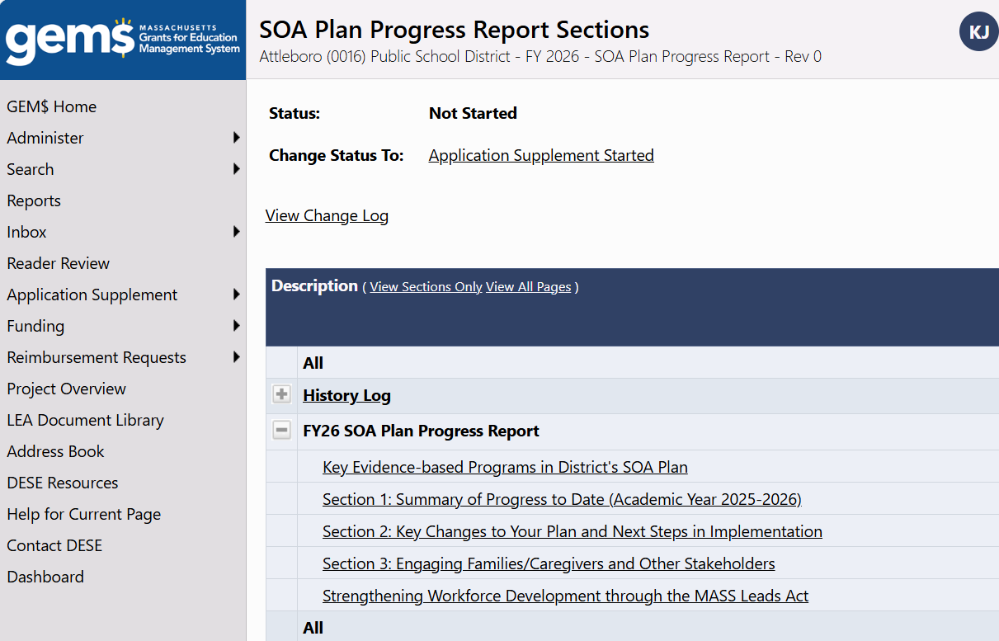 gem$ MASSACHUSETTS
Grants for Education
Management System
SOA Plan Progress Report Sections
Attleboro (0016) Public School District - FY 2026 - SOA Plan Progress Report - Rev 0
KJ
GEM$ Home
Administer
Search
Reports
Inbox
Reader Review
Application Supplement
Funding
Reimbursement Requests
Project Overview
LEA Document Library
Address Book
DESE Resources
Help for Current Page
Contact DESE
Dashboard
Status: Not Started
Change Status To: Application Supplement Started
View Change Log
Description ( View Sections Only View All Pages )
All
History Log
FY26 SOA Plan Progress Report
Key Evidence-based Programs in District's SOA Plan
Section 1: Summary of Progress to Date (Academic Year 2025-2026)
Section 2: Key Changes to Your Plan and Next Steps in Implementation
Section 3: Engaging Families/Caregivers and Other Stakeholders
Strengthening Workforce Development through the MASS Leads Act
All